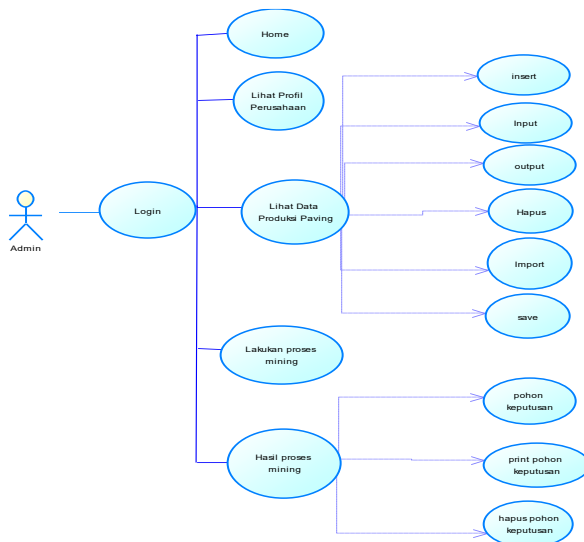 Home
Lihat Profil
Perusahaan
Login
Admin
Lihat Data
Produksi Paving
insert
Input
output
Hapus
Import
save
Lakukan proses
mining
Hasil proses
mining
pohon
keputusan
print pohon
keputusan
hapus pohon
keputusan